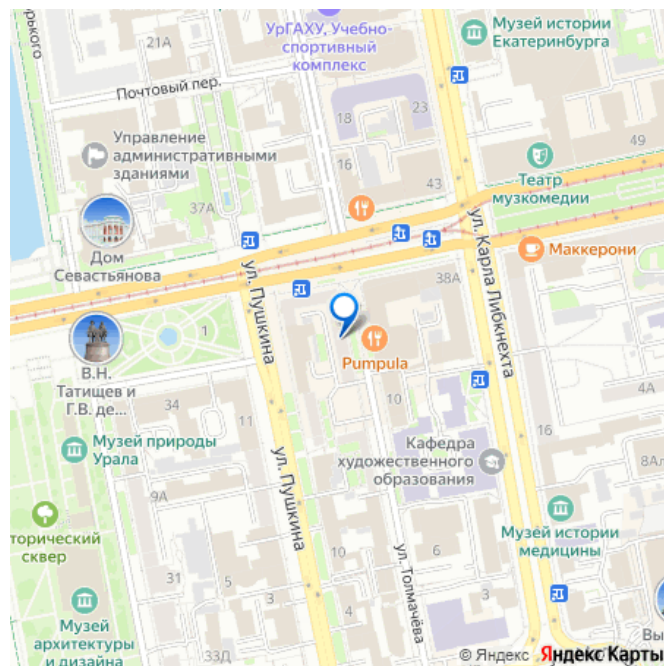 орького
21А
УрГАХУ, Учебно-
спортивный
комплекс
Музей истории
Екатеринбурга
Почтовый пер.
18
23
Управление
административными
зданиями
16
43
49
Театр
музкомедии
37А
Дом
Севастьянова
ул. Пушкина
ул. Карла Либкнехта
Маккерони
38А
1
Pumpula
В.Н.
Татищев и
Г.В. де...
34
11
10
4А
Музей природы
Урала
ул. Пушкина
Кафедра
художественного
образования
16
8Ал
9А
торический
сквер
Музей истории
медицины
10
6
ул. Толмачёва
31
5
4
3
Музей
архитектуры
и дизайна
33Д
3
Вы
© Яндекс Яндекс Карты